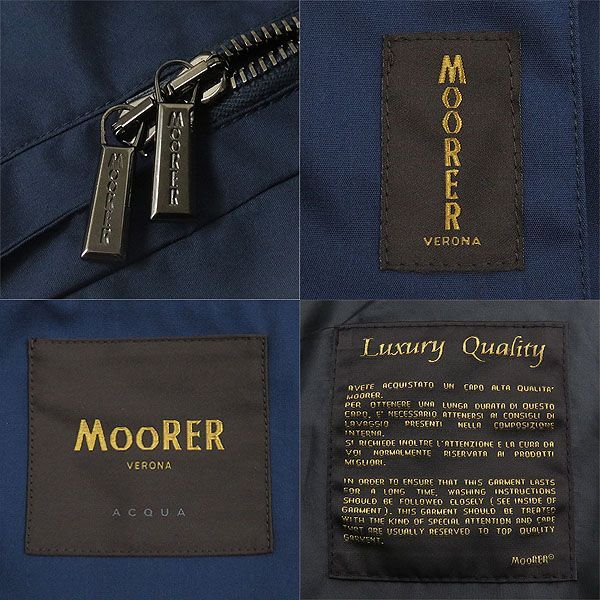 MOORER
MOORER
MOORER
VERONA
MOORER
VERONA
ACQUA
Luxury Quality
AVETE ACQUISTATO UN CAPO ALTA QUALITA'
MOORER.
PER OTTENERE UNA LUNGA DURATA DI QUESTO
CAPO, E' NECESSARIO ATTENERSI AI CONSIGLI DI
LAVAGGIO PRESENTI NELLA COMPOSIZIONE
INTERNA.
SI RICHIEDE INOLTRE L'ATTENZIONE E LA CURA DA
VOI NORMALMENTE RISERVATA AI PRODOTTI
MIGLIORI.
IN ORDER TO ENSURE THAT THIS GARMENT LASTS
FOR A LONG TIME, WASHING INSTRUCTIONS
SHOULD BE FOLLOWED CLOSELY (SEE INSIDE OF
GARMENT). THIS GARMENT SHOULD BE TREATED
WITH THE KIND OF SPECIAL ATTENTION AND CARE
THAT ARE USUALLY RESERVED TO TOP QUALITY
GARMENT.
MOORER©